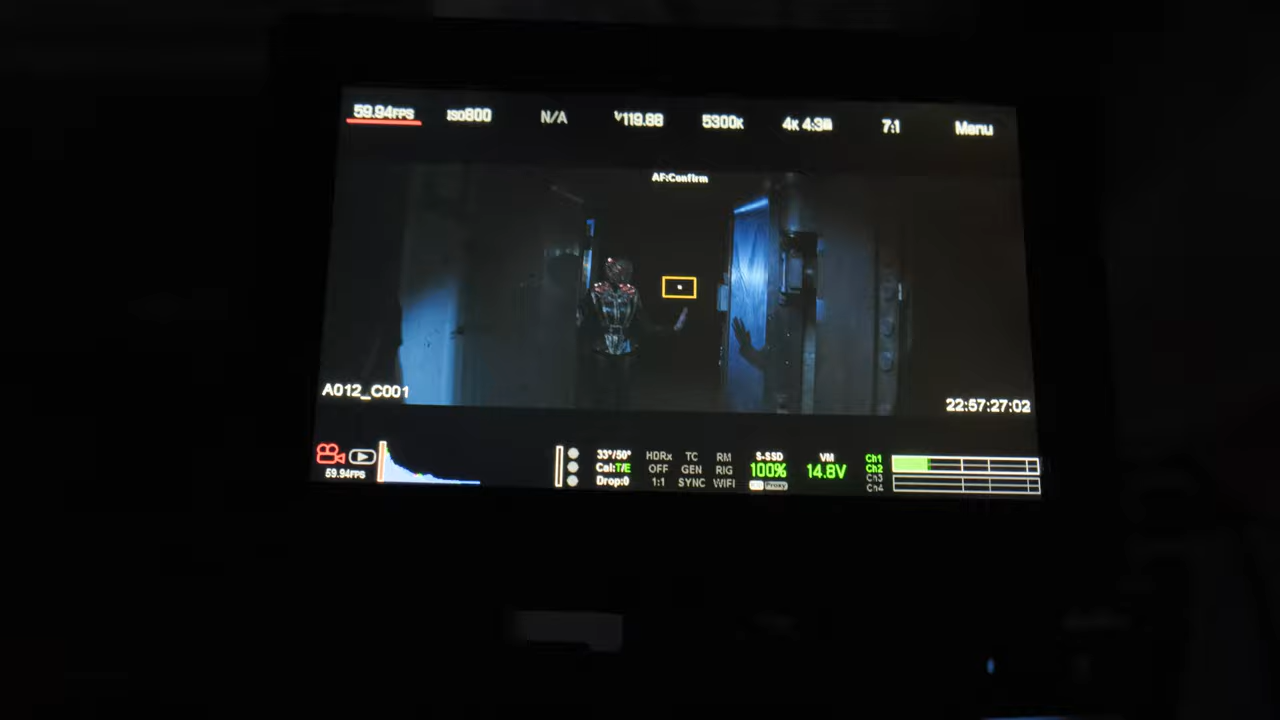 59.94FPS ISO800 N/A 1/119.88 5300K 4K 4:3 7:1 Menu
AF:Confirm
A012_C001 22:57:27:02
59.94FPS
33°/50° HDRx TC RM S-SSD VM Ch1
Cal:T/E OFF GEN RIG 100% 14.8V Ch2
Drop:0 1:1 SYNC WIFI Proxy Ch3
Ch4